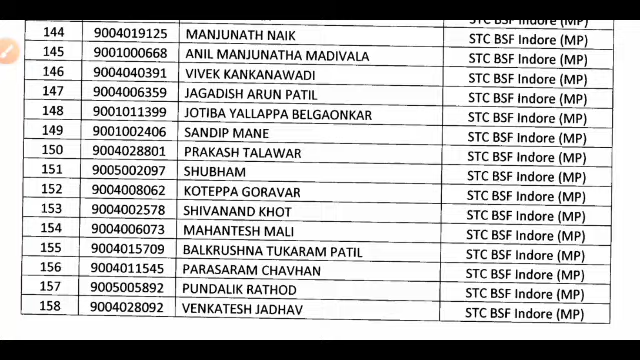 STC BSF Indore (MP)
144 9004019125 MANJUNATH NAIK STC BSF Indore (MP)
145 9001000668 ANIL MANJUNATHA MADIVALA STC BSF Indore (MP)
146 9004040391 VIVEK KANKANAWADI STC BSF Indore (MP)
147 9004006359 JAGADISH ARUN PATIL STC BSF Indore (MP)
148 9001011399 JOTIBA YALLAPPA BELGAONKAR STC BSF Indore (MP)
149 9001002406 SANDIP MANE STC BSF Indore (MP)
150 9004028801 PRAKASH TALAWAR STC BSF Indore (MP)
151 9005002097 SHUBHAM STC BSF Indore (MP)
152 9004008062 KOTEPPA GORAVAR STC BSF Indore (MP)
153 9004002578 SHIVANAND KHOT STC BSF Indore (MP)
154 9004006073 MAHANTESH MALI STC BSF Indore (MP)
155 9004015709 BALKRUSHNA TUKARAM PATIL STC BSF Indore (MP)
156 9004011545 PARASARAM CHAVHAN STC BSF Indore (MP)
157 9005005892 PUNDALIK RATHOD STC BSF Indore (MP)
158 9004028092 VENKATESH JADHAV STC BSF Indore (MP)